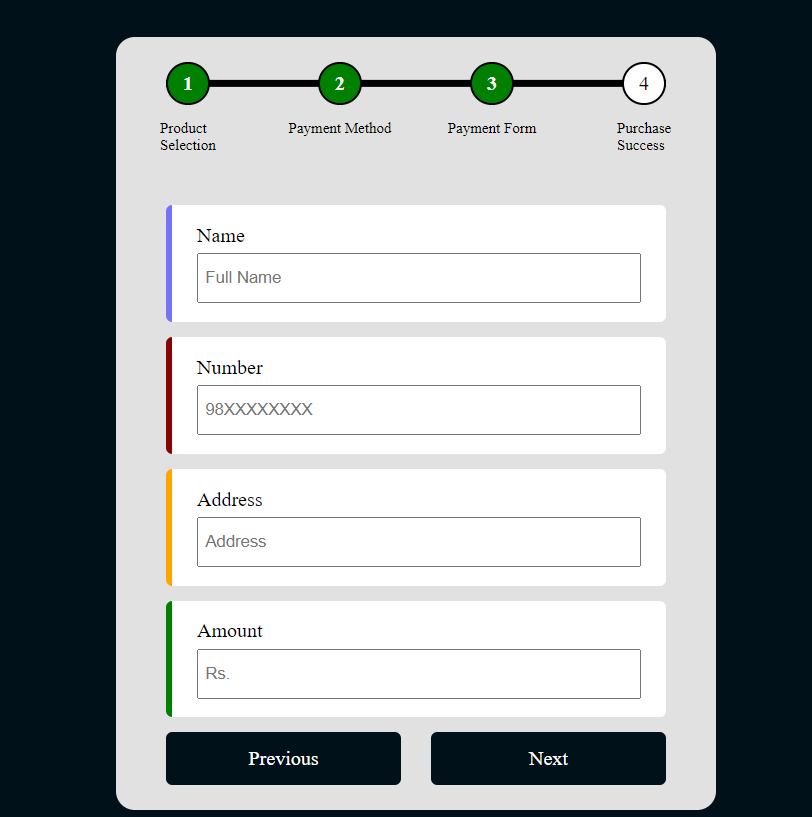 1 2 3 4
Product Selection
Payment Method
Payment Form
Purchase Success
Name
Full Name
Number
98XXXXXXXX
Address
Address
Amount
Rs.
Previous Next